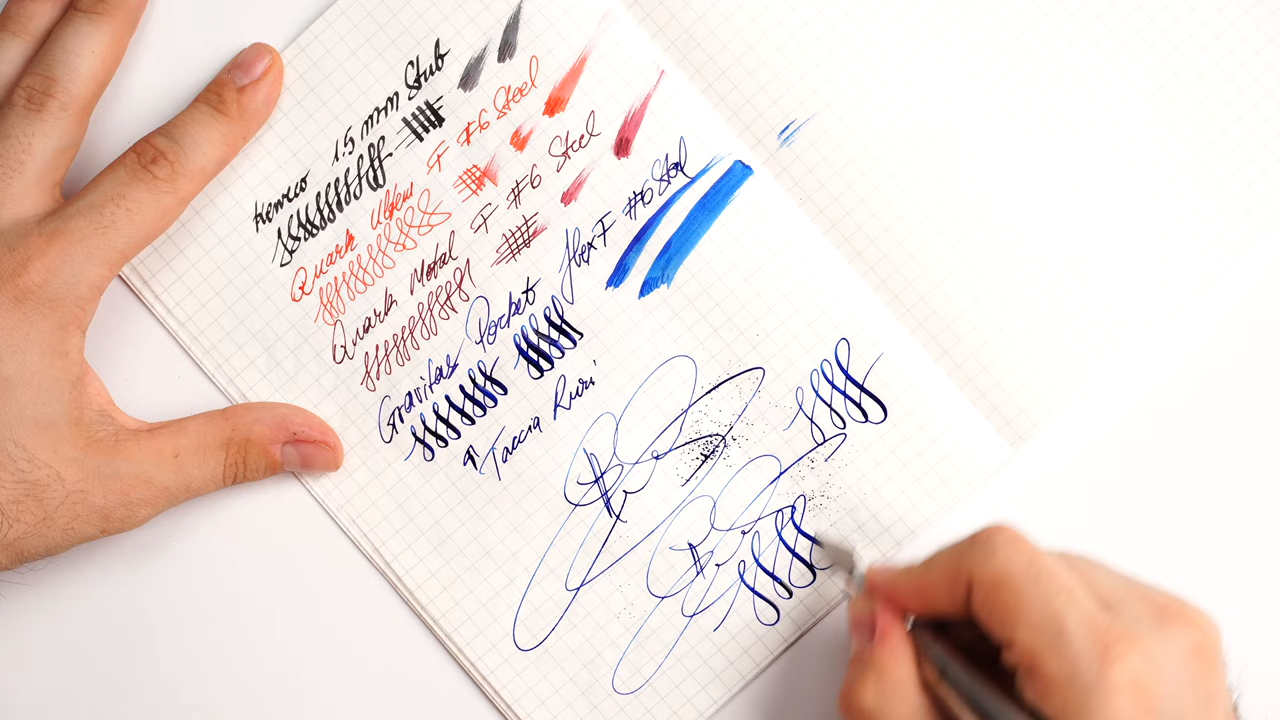 Kaweco 1.5 mm Stub
Quark Ultem F #6 Steel
Quark Metal F #6 Steel
Gravitas Pocket flex-F #6 Steel
↑ Taccia Ruri